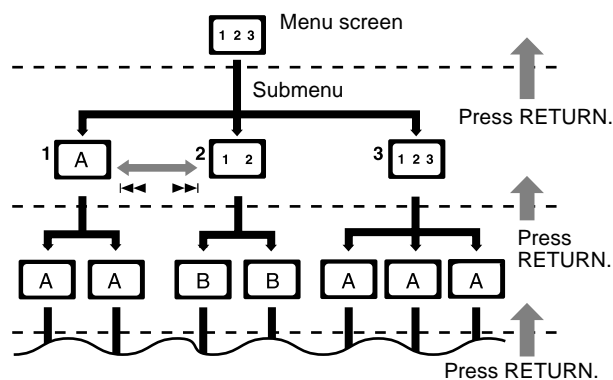 1 2 3 Menu screen
Submenu
Press RETURN.
1 A 2 1 2 3 1 2 3
Press
RETURN.
A A B B A A A
Press RETURN.